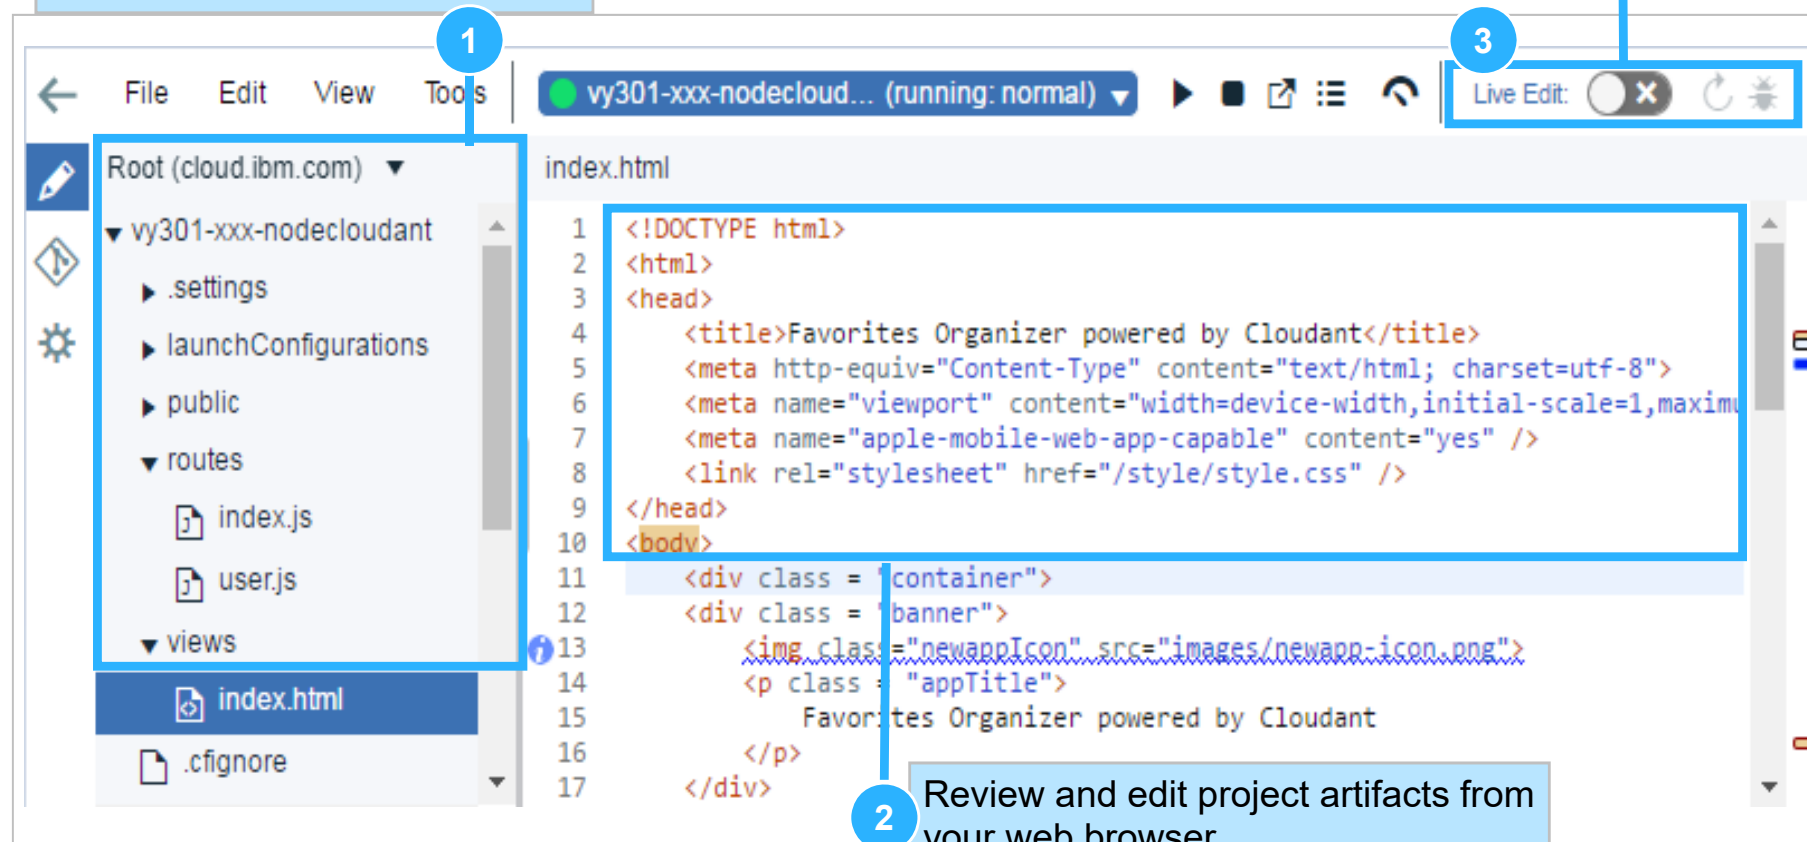 1
3
File Edit View Tools
vy301-xxx-nodecloud... (running: normal)
Live Edit:
Root (cloud.ibm.com)
vy301-xxx-nodecloudant
.settings
launchConfigurations
public
routes
index.js
user.js
views
index.html
.cfignore
index.html
1 <!DOCTYPE html>
2 <html>
3 <head>
4 <title>Favorites Organizer powered by Cloudant</title>
5 <meta http-equiv="Content-Type" content="text/html; charset=utf-8">
6 <meta name="viewport" content="width=device-width,initial-scale=1,maximu
7 <meta name="apple-mobile-web-app-capable" content="yes" />
8 <link rel="stylesheet" href="/style/style.css" />
9 </head>
10 <body>
11 <div class = "container">
12 <div class = "banner">
13 <img class="newappIcon" src="images/newapp-icon.png">
14 <p class = "appTitle">
15 Favorites Organizer powered by Cloudant
16 </p>
17 </div>
2
Review and edit project artifacts from
your web browser